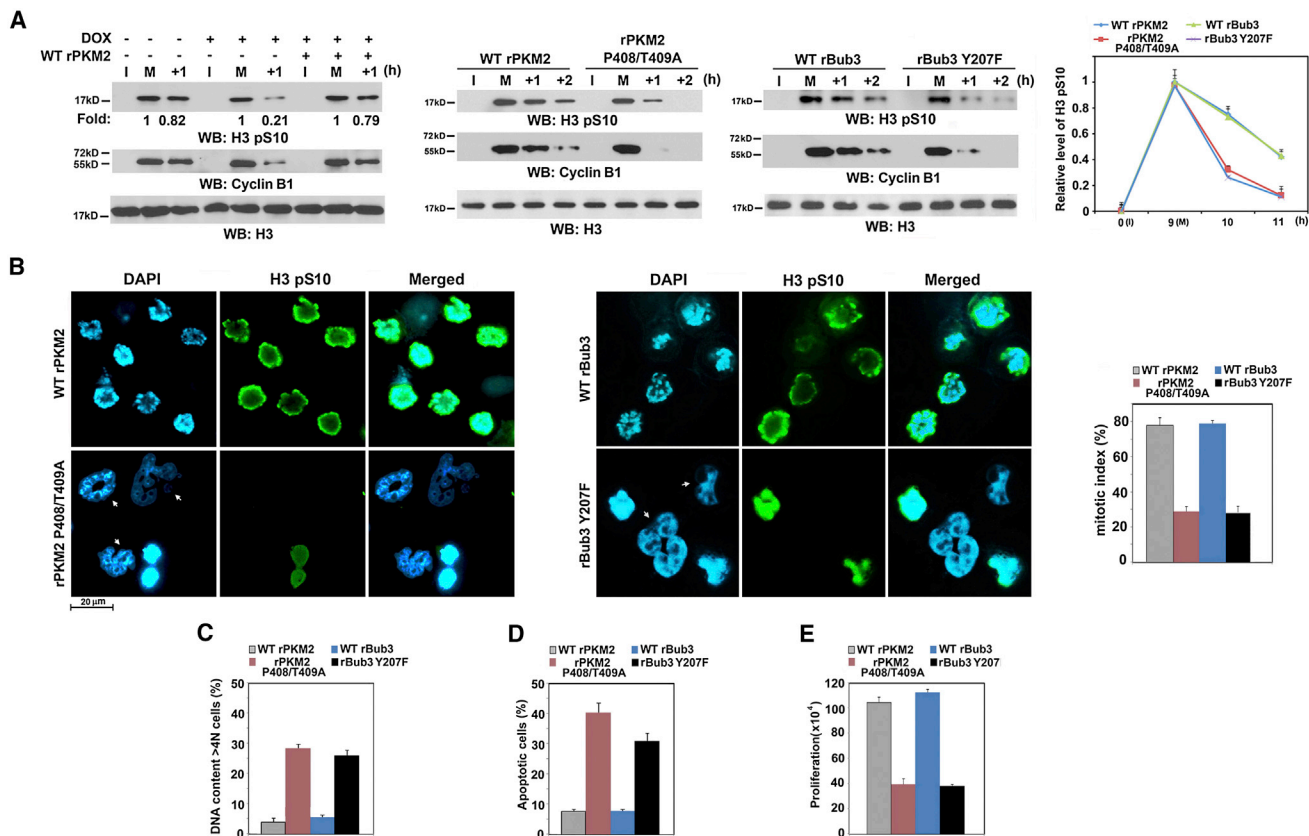 A
DOX - - - + + + + + +
WT rPKM2 - - - - - - + + +
I M +1 I M +1 I M +1 (h)
17kD
Fold: 1 0.82 1 0.21 1 0.79
WB: H3 pS10
72kD
55kD
WB: Cyclin B1
17kD
WB: H3
rPKM2
WT rPKM2 P408/T409A
I M +1 +2 I M +1 +2 (h)
17kD
WB: H3 pS10
72kD
55kD
WB: Cyclin B1
17kD
WB: H3
WT rBub3 rBub3 Y207F
I M +1 +2 I M +1 +2 (h)
17kD
WB: H3 pS10
72kD
55kD
WB: Cyclin B1
17kD
WB: H3
WT rPKM2 WT rBub3
rPKM2 rBub3 Y207F
P408/T409A
Relative level of H3 pS10
1
0.8
0.6
0.4
0.2
0
0(I) 9(M) 10 11 (h)
B
DAPI H3 pS10 Merged
WT rPKM2
rPKM2 P408/T409A
20 µm
DAPI H3 pS10 Merged
WT rBub3
rBub3 Y207F
WT rPKM2 WT rBub3
rPKM2 rBub3 Y207F
P408/T409A
mitotic index (%)
80
60
40
20
0
C
WT rPKM2 WT rBub3
rPKM2 rBub3 Y207F
P408/T409A
DNA content >4N cells (%)
50
40
30
20
10
0
D
WT rPKM2 WT rBub3
rPKM2 rBub3 Y207F
P408/T409A
Apoptotic cells (%)
50
40
30
20
10
0
E
WT rPKM2 WT rBub3
rPKM2 rBub3 Y207F
P408/T409A
Proliferation(x10⁴)
120
100
80
60
40
20
0